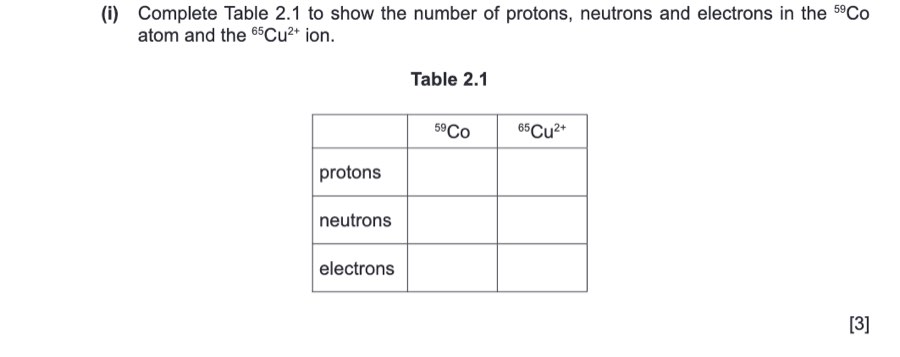 (i) Complete Table 2.1 to show the number of protons, neutrons and electrons in the ⁵⁹Co
atom and the ⁶⁵Cu²⁺ ion.
Table 2.1
⁵⁹Co ⁶⁵Cu²⁺
protons
neutrons
electrons
[3]